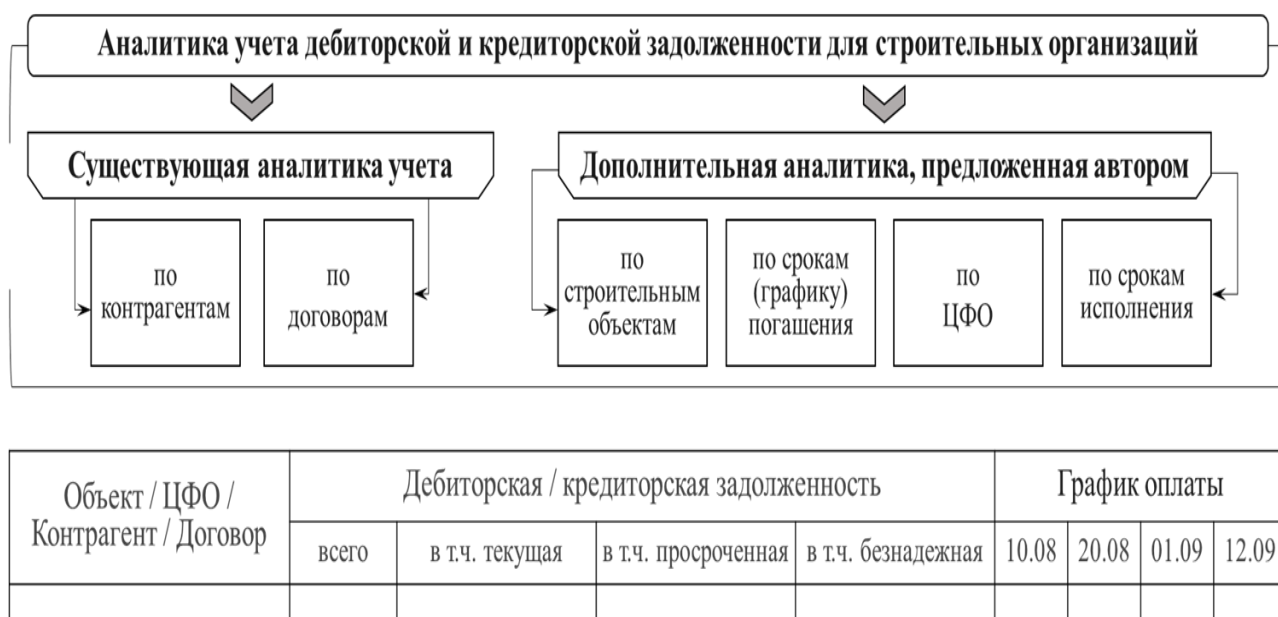 Аналитика учета дебиторской и кредиторской задолженности для строительных организаций
Существующая аналитика учета
Дополнительная аналитика, предложенная автором
по
контрагентам
по
договорам
по
строительным
объектам
по срокам
(графику)
погашения
по
ЦФО
по срокам
исполнения
Объект / ЦФО /
Контрагент / Договор
Дебиторская / кредиторская задолженность
График оплаты
всего
в т.ч. текущая
в т.ч. просроченная
в т.ч. безнадежная
10.08
20.08
01.09
12.09